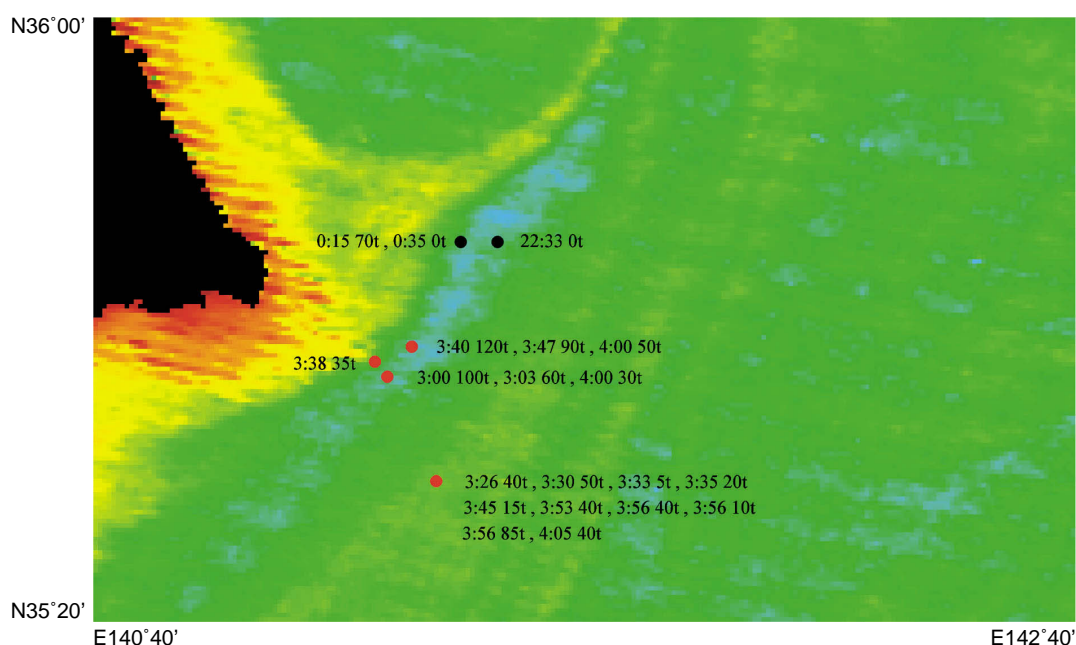 N36˚00’
0:15 70t , 0:35 0t
22:33 0t
3:40 120t , 3:47 90t , 4:00 50t
3:38 35t
3:00 100t , 3:03 60t , 4:00 30t
3:26 40t , 3:30 50t , 3:33 5t , 3:35 20t
3:45 15t , 3:53 40t , 3:56 40t , 3:56 10t
3:56 85t , 4:05 40t
N35˚20’
E140˚40’
E142˚40’